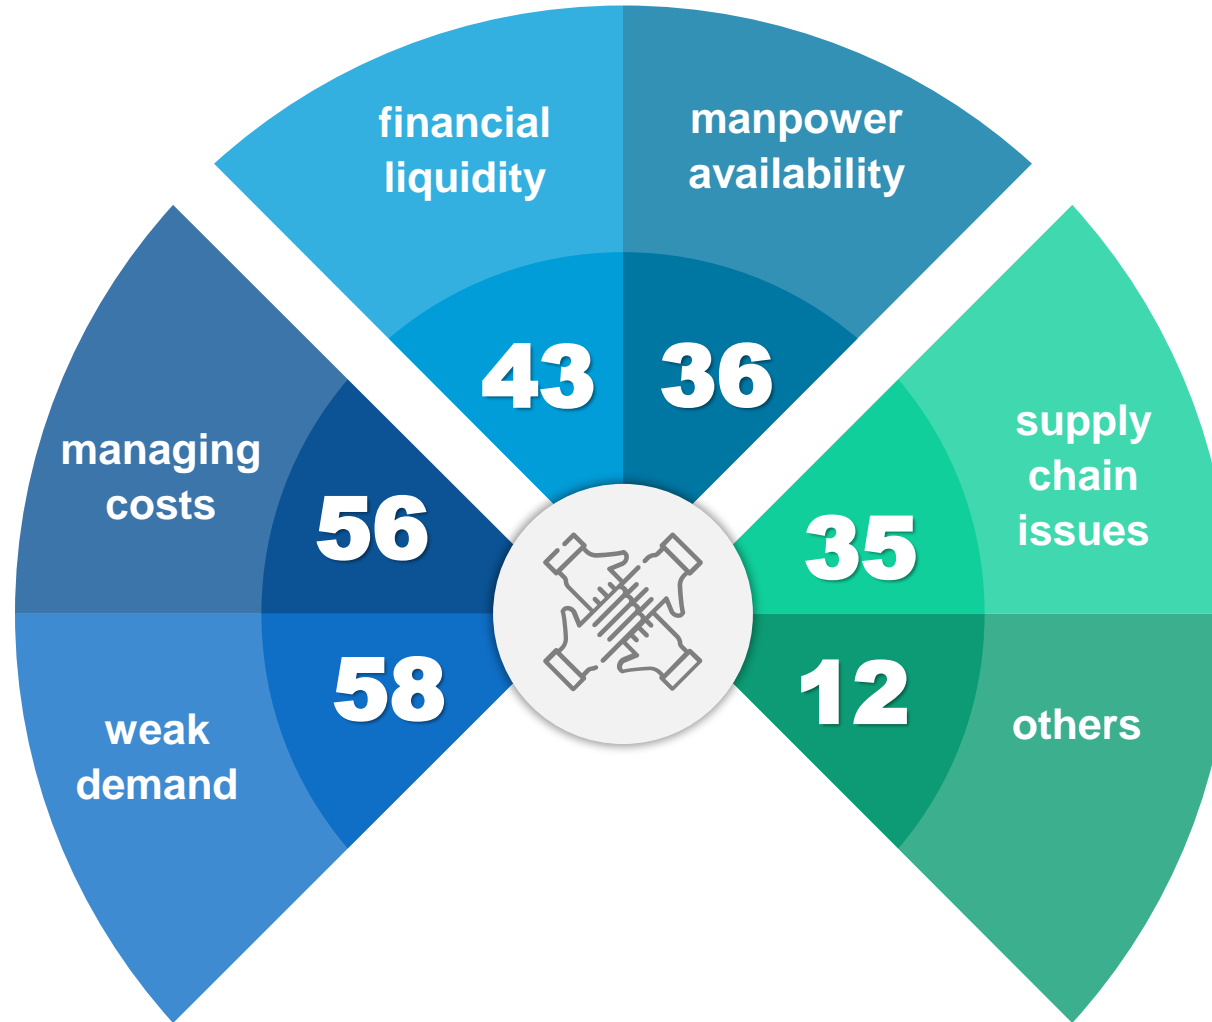 financial
liquidity
43
manpower
availability
36
managing
costs
56
supply
chain
issues
35
weak
demand
58
others
12